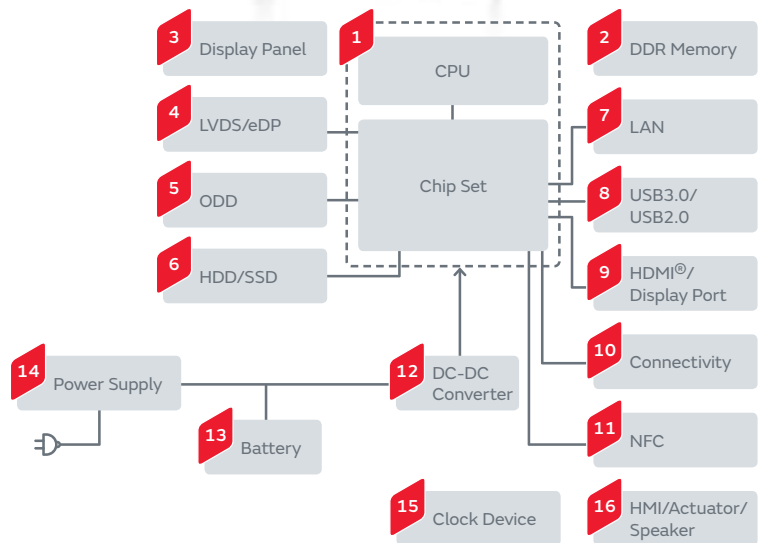 3
Display Panel
1
CPU
2
DDR Memory
4
LVDS/eDP
7
LAN
5
ODD
Chip Set
8
USB3.0/
USB2.0
6
HDD/SSD
9
HDMI®/
Display Port
14
Power Supply
12
DC-DC
Converter
10
Connectivity
13
Battery
11
NFC
15
Clock Device
16
HMI/Actuator/
Speaker